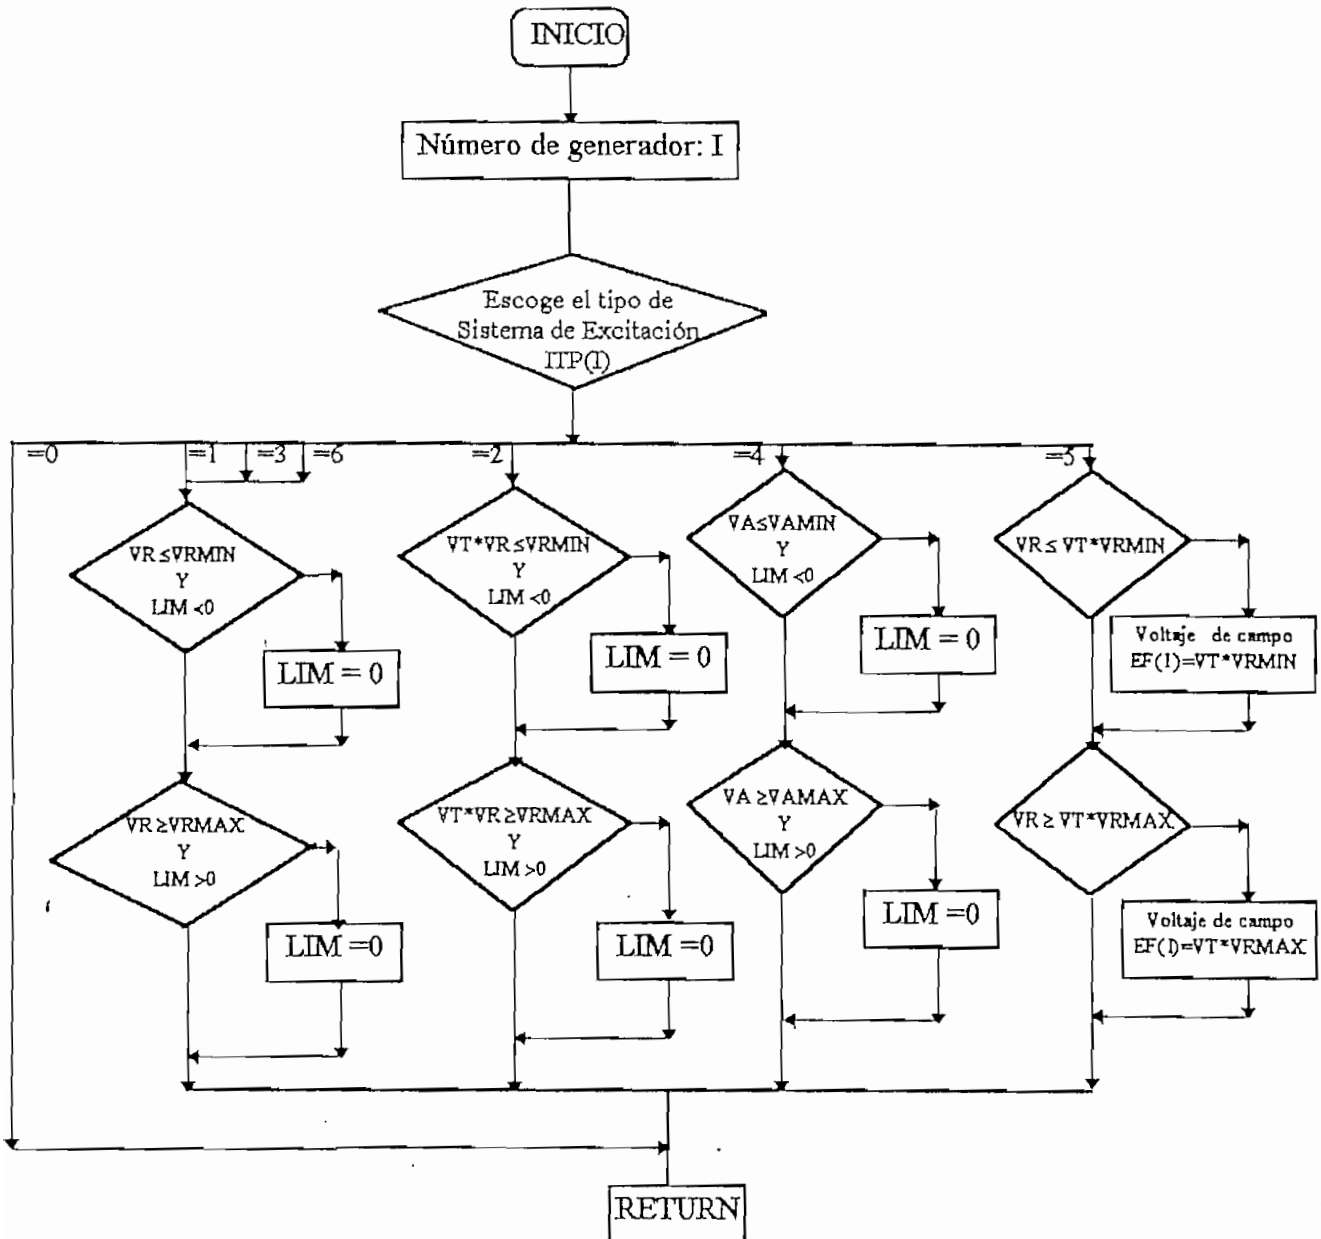 INICIO
Número de generador: I
Escoge el tipo de
Sistema de Excitación
ITP(I)
=0
=1
=3
=6
=2
=4
=5
VR ≤VRMIN
Y
LIM <0
LIM = 0
VR ≥VRMAX
Y
LIM >0
LIM =0
VT*VR ≤VRMIN
Y
LIM <0
LIM = 0
VT*VR ≥VRMAX
Y
LIM >0
LIM =0
VA≤VAMIN
Y
LIM <0
LIM = 0
VA ≥VAMAX
Y
LIM >0
LIM =0
VR ≤ VT*VRMIN
Voltaje de campo
EF(I)=VT*VRMIN
VR ≥ VT*VRMAX
Voltaje de campo
EF(I)=VT*VRMAX
RETURN